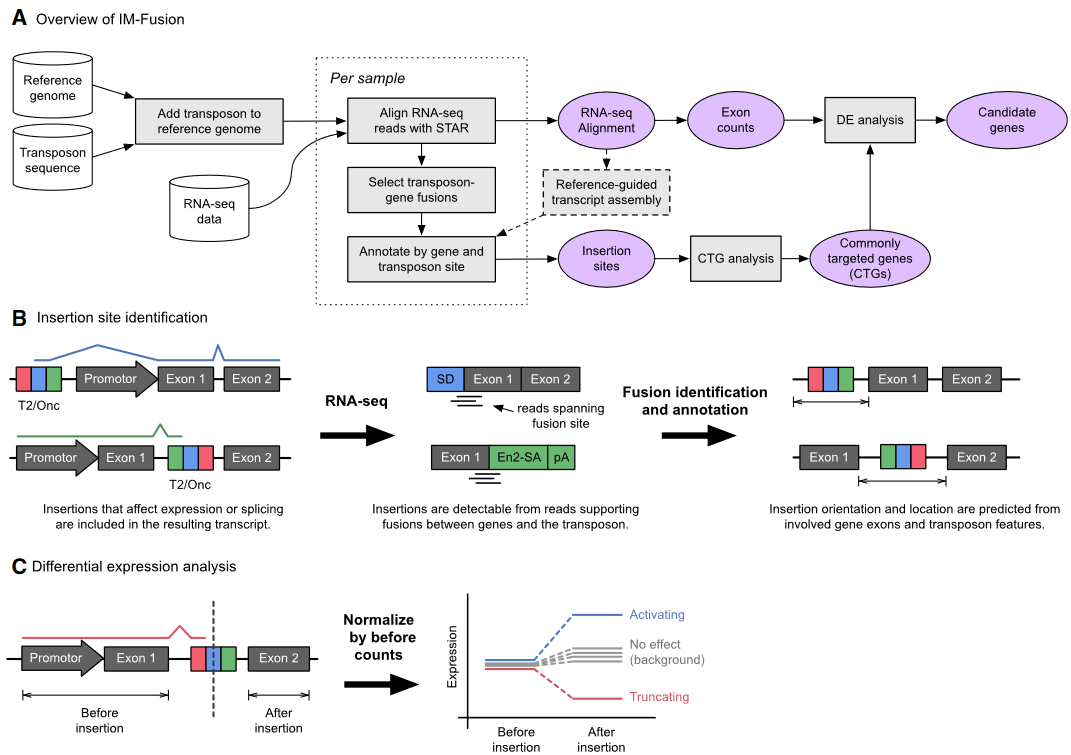 A Overview of IM-Fusion
Reference
genome
Transposon
sequence
Add transposon to
reference genome
RNA-seq
data
Per sample
Align RNA-seq
reads with STAR
Select transposon-
gene fusions
Annotate by gene and
transposon site
RNA-seq
Alignment
Exon
counts
DE analysis
Candidate
genes
Reference-guided
transcript assembly
Insertion
sites
CTG analysis
Commonly
targeted genes
(CTGs)
B Insertion site identification
Promotor Exon 1 Exon 2
T2/Onc
Promotor Exon 1 Exon 2
T2/Onc
Insertions that affect expression or splicing
are included in the resulting transcript.
RNA-seq
SD Exon 1 Exon 2
reads spanning
fusion site
Exon 1 En2-SA pA
Insertions are detectable from reads supporting
fusions between genes and the transposon.
Fusion identification
and annotation
Exon 1 Exon 2
Exon 1 Exon 2
Insertion orientation and location are predicted from
involved gene exons and transposon features.
C Differential expression analysis
Promotor Exon 1 Exon 2
Before
insertion
After
insertion
Normalize
by before
counts
Expression
Activating
No effect
(background)
Truncating
Before
insertion
After
insertion